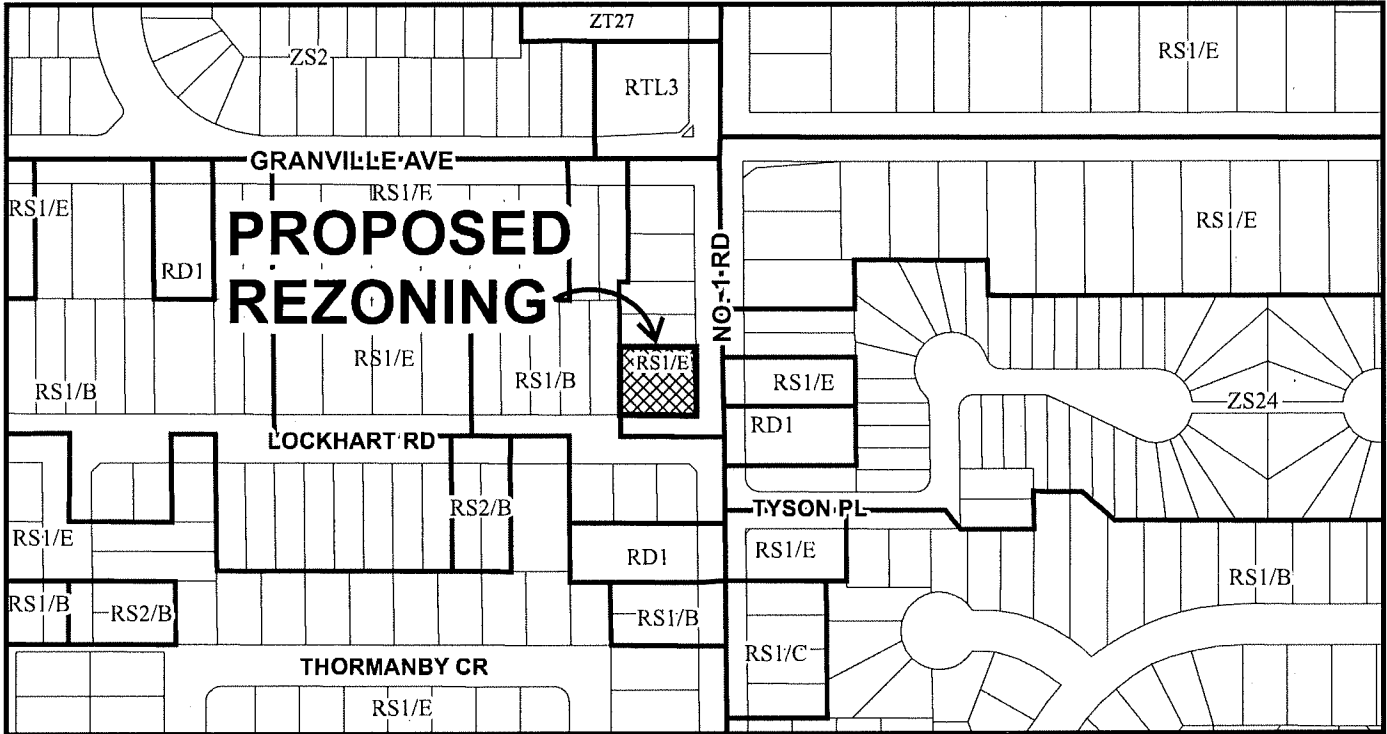 ZT27
ZS2
RS1/E
RTL3
GRANVILLE AVE
RS1/E
RS1/E
RS1/E
RD1
PROPOSED
REZONING
NO. 1 RD
RS1/E
RS1/E
RS1/B
RS1/B
RS1/E
ZS24
RD1
LOCKHART RD
RS2/B
TYSON PL
RS1/E
RD1
RS1/E
RS1/B
RS1/B
RS2/B
RS1/B
RS1/C
THORMANBY CR
RS1/E